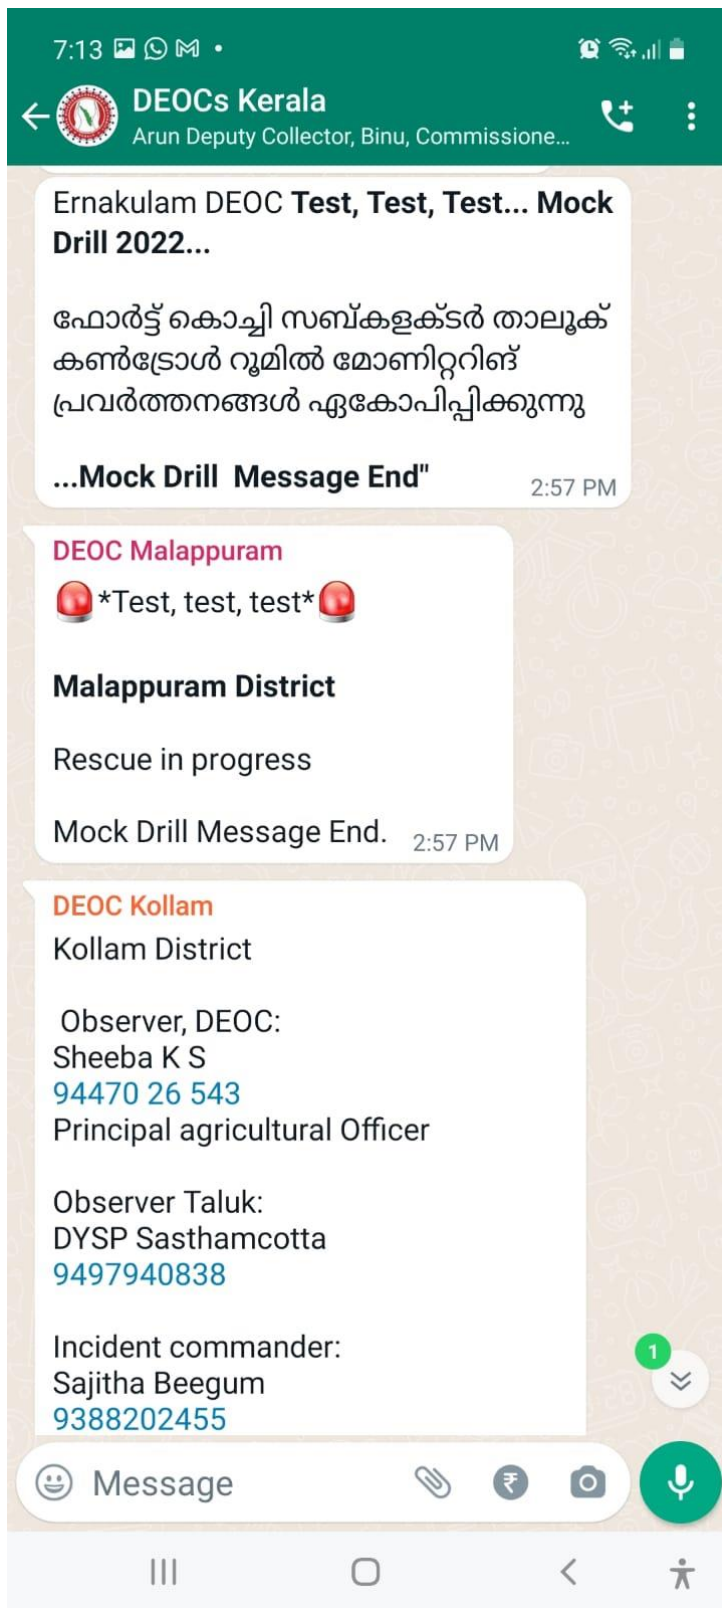 7:13
DEOCs Kerala
Arun Deputy Collector, Binu, Commissione...
Ernakulam DEOC Test, Test, Test... Mock
Drill 2022...
ഫോർട്ട് കൊച്ചി സബ്കളക്ടർ താലൂക്
കൺട്രോൾ റൂമിൽ മോണിറ്ററിങ്
പ്രവർത്തനങ്ങൾ ഏകോപിപ്പിക്കുന്നു
...Mock Drill  Message End"
2:57 PM
DEOC Malappuram
*Test, test, test*
Malappuram District
Rescue in progress
Mock Drill Message End.
2:57 PM
DEOC Kollam
Kollam District
Observer, DEOC:
Sheeba K S
94470 26 543
Principal agricultural Officer
Observer Taluk:
DYSP Sasthamcotta
9497940838
Incident commander:
Sajitha Beegum
9388202455
1
Message